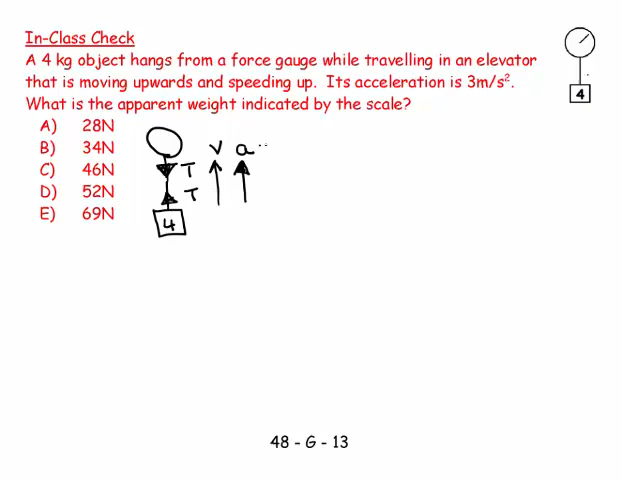 In-Class Check
A 4 kg object hangs from a force gauge while travelling in an elevator
that is moving upwards and speeding up. Its acceleration is 3m/s².
What is the apparent weight indicated by the scale?
4
A) 28N
B) 34N
C) 46N
D) 52N
E) 69N
v a
T
T
4
48 - G - 13